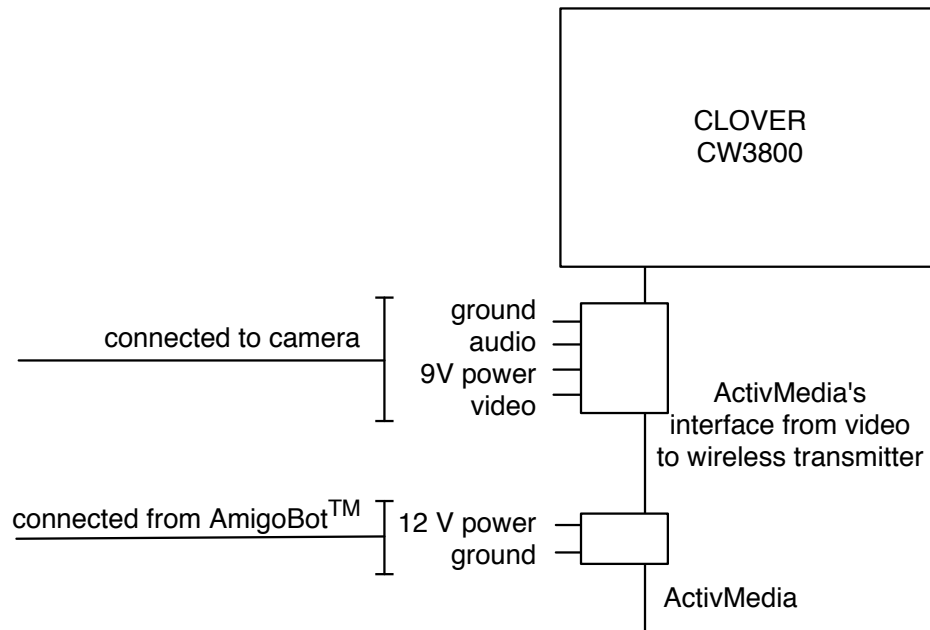 CLOVER
CW3800
connected to camera
ground
audio
9V power
video
ActivMedia's
interface from video
to wireless transmitter
connected from AmigoBot™
12 V power
ground
ActivMedia